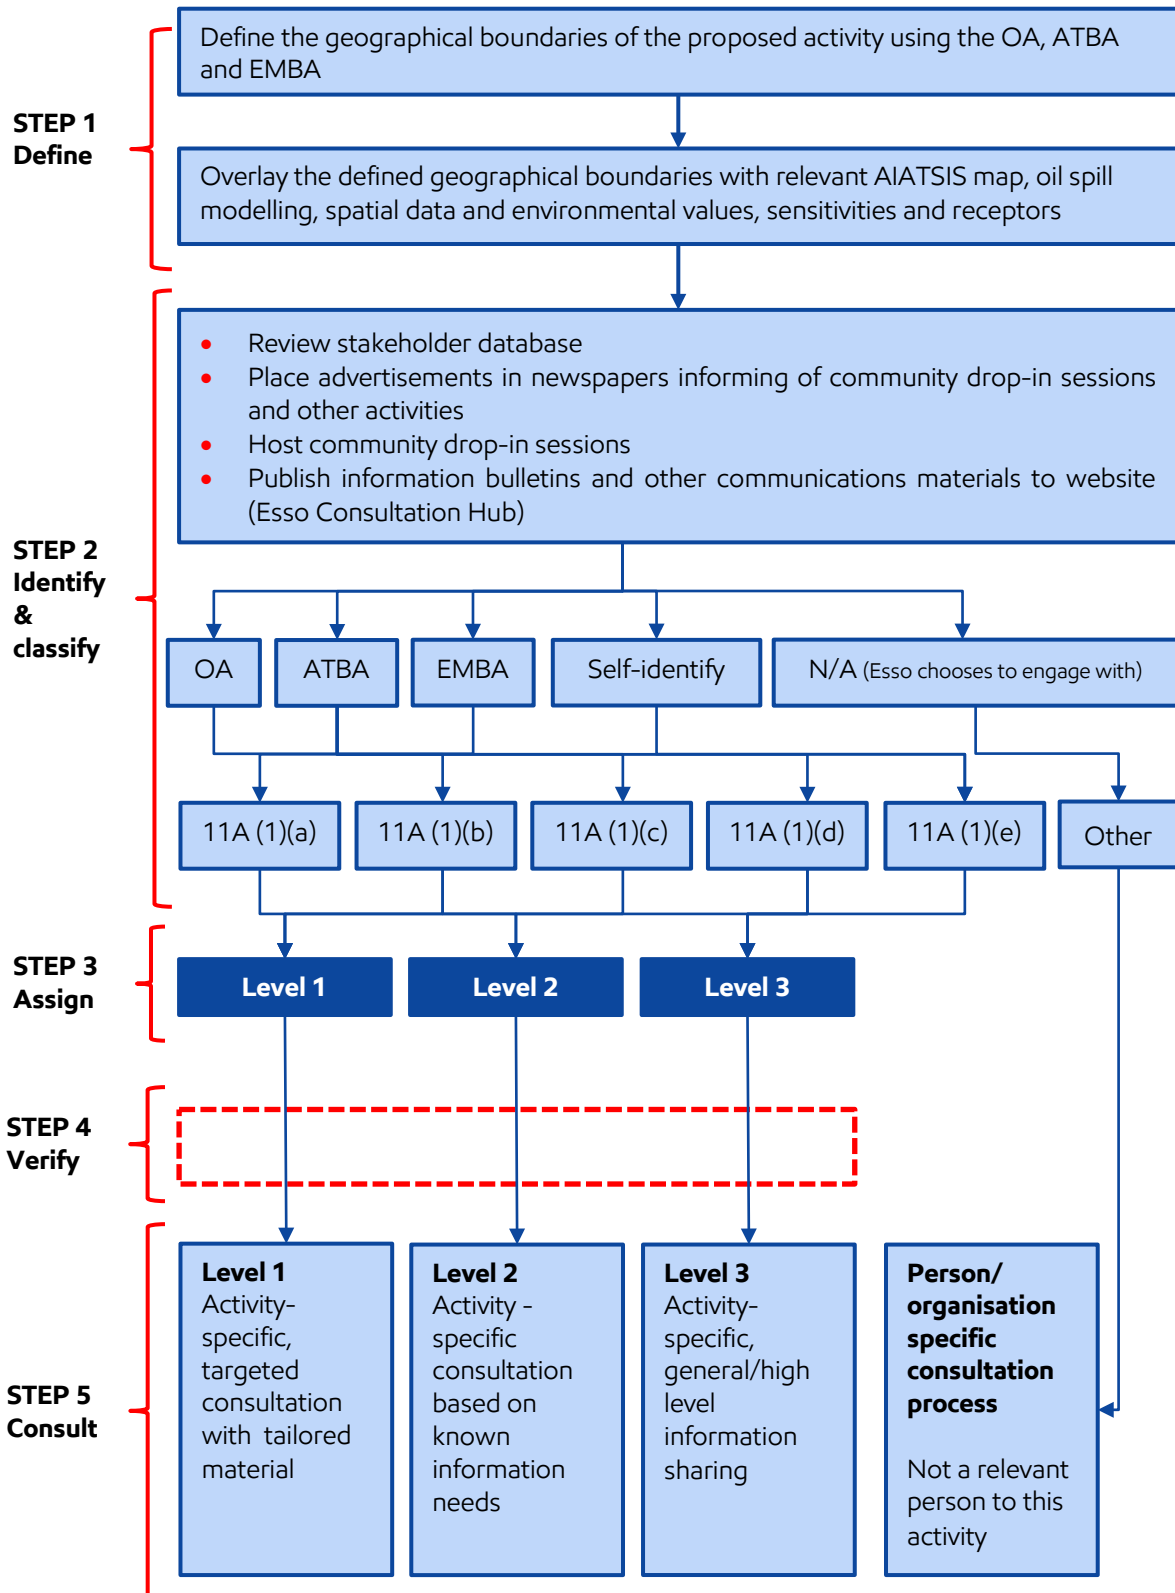 Define the geographical boundaries of the proposed activity using the OA, ATBA
and EMBA
STEP 1
Define
Overlay the defined geographical boundaries with relevant AIATSIS map, oil spill
modelling, spatial data and environmental values, sensitivities and receptors
• Review stakeholder database
• Place advertisements in newspapers informing of community drop-in sessions
and other activities
• Host community drop-in sessions
• Publish information bulletins and other communications materials to website
(Esso Consultation Hub)
STEP 2
Identify
&
classify
OA
ATBA
EMBA
Self-identify
N/A (Esso chooses to engage with)
11A (1)(a)
11A (1)(b)
11A (1)(c)
11A (1)(d)
11A (1)(e)
Other
STEP 3
Assign
Level 1
Level 2
Level 3
STEP 4
Verify
STEP 5
Consult
Level 1
Activity-
specific,
targeted
consultation
with tailored
material
Level 2
Activity -
specific
consultation
based on
known
information
needs
Level 3
Activity-
specific,
general/high
level
information
sharing
Person/
organisation
specific
consultation
process
Not a relevant
person to this
activity